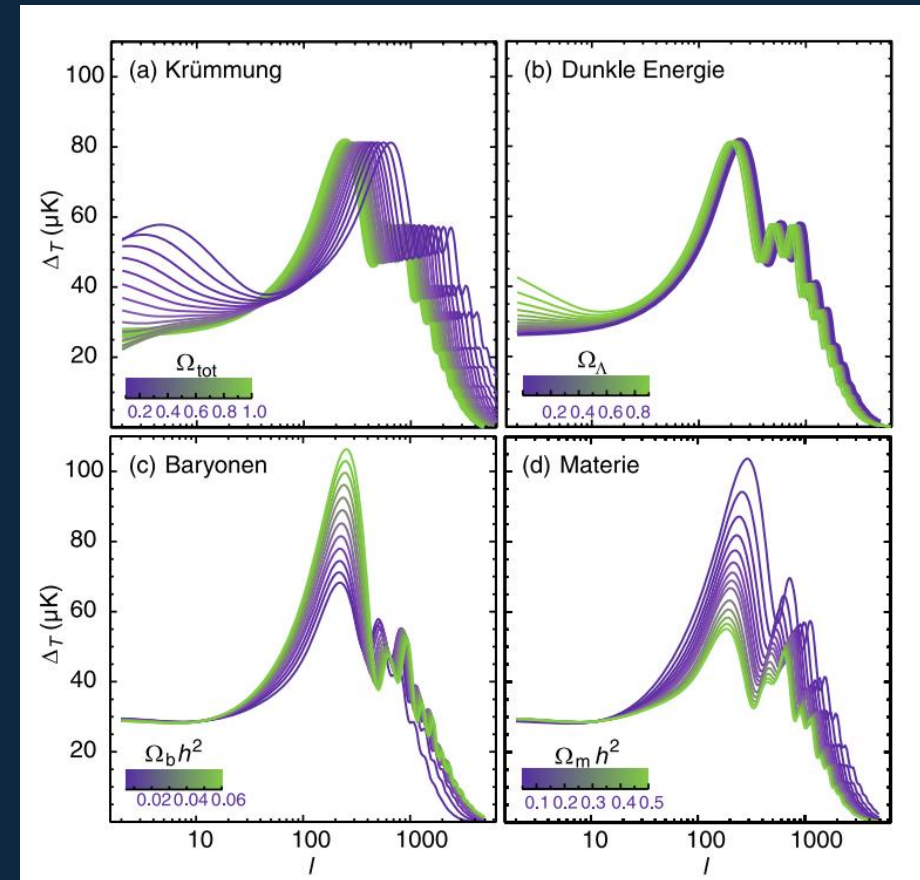 (a) Krümmung
100
80
60
40
20
Δ_T (µK)
Ω_tot
0.2 0.4 0.6 0.8 1.0
(b) Dunkle Energie
Ω_Λ
0.2 0.4 0.6 0.8
(c) Baryonen
100
80
60
40
20
Δ_T (µK)
Ω_b h²
0.02 0.04 0.06
10 100 1000
l
(d) Materie
Ω_m h²
0.1 0.2 0.3 0.4 0.5
10 100 1000
l